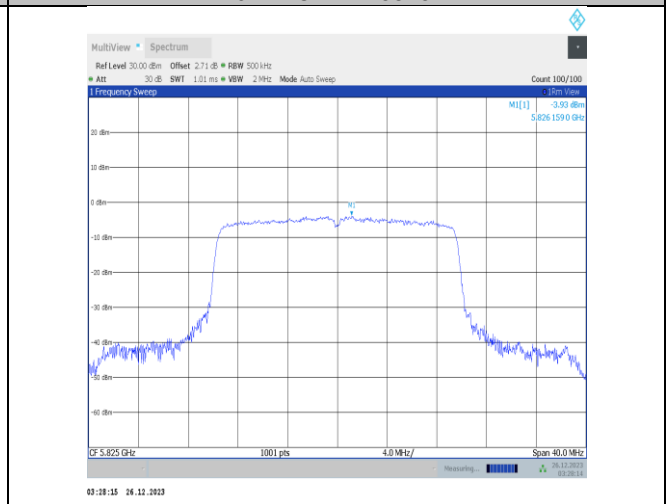 MultiView Spectrum
Ref Level 30.00 dBm Offset 2.71 dB RBW 500 kHz
Att 30 dB SWT 1.01 ms VBW 2 MHz Mode Auto Sweep Count 100/100
1 Frequency Sweep 1Rm View
M1[1] -3.93 dBm
5.8261590 GHz
20 dBm
10 dBm
0 dBm
M1
-10 dBm
-20 dBm
-30 dBm
-40 dBm
-50 dBm
-60 dBm
CF 5.825 GHz 1001 pts 4.0 MHz/ Span 40.0 MHz
Measuring... 26.12.2023
03:28:14
03:28:15 26.12.2023